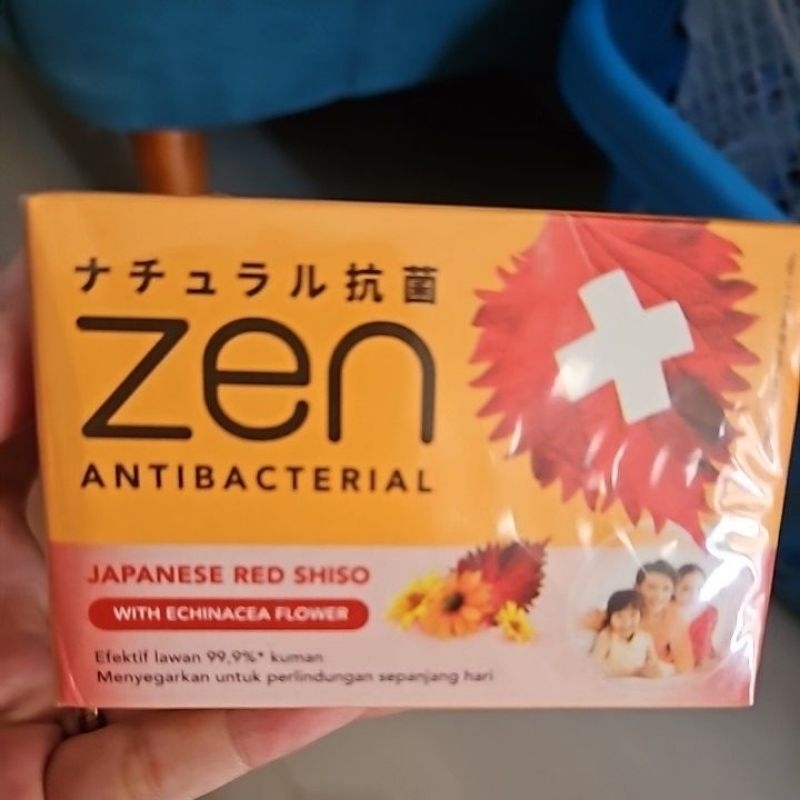 ナチュラル抗菌
zen
ANTIBACTERIAL
JAPANESE RED SHISO
WITH ECHINACEA FLOWER
Efektif lawan 99,9%* kuman
Menyegarkan untuk perlindungan sepanjang hari